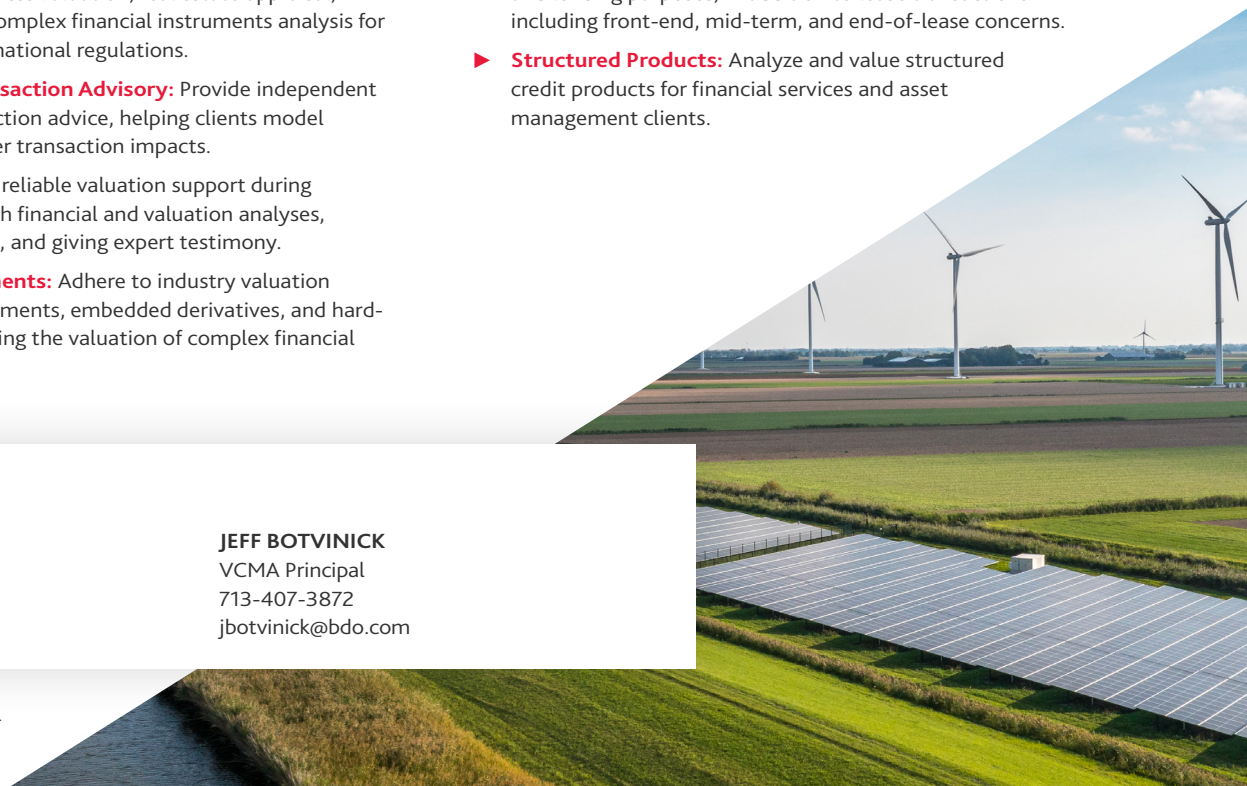 complex financial instruments analysis for
national regulations.
saction Advisory: Provide independent
ction advice, helping clients model
er transaction impacts.
reliable valuation support during
h financial and valuation analyses,
, and giving expert testimony.
ents: Adhere to industry valuation
ments, embedded derivatives, and hard-
ing the valuation of complex financial
including front-end, mid-term, and end-of-lease concerns.
► Structured Products: Analyze and value structured
credit products for financial services and asset
management clients.
JEFF BOTVINICK
VCMA Principal
713-407-3872
jbotvinick@bdo.com